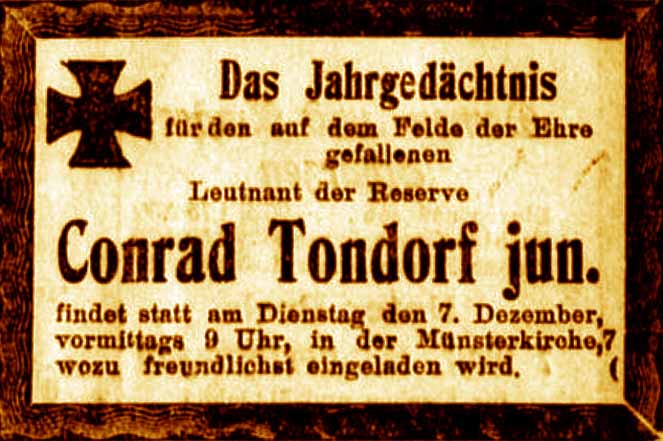 Das Jahrgedächtnis
für den auf dem Felde der Ehre
gefallenen
Leutnant der Reserve
Conrad Tondorf jun.
findet statt am Dienstag den 7. Dezember,
vormittags 9 Uhr, in der Münsterkirche,7
wozu freundlichst eingeladen wird. (